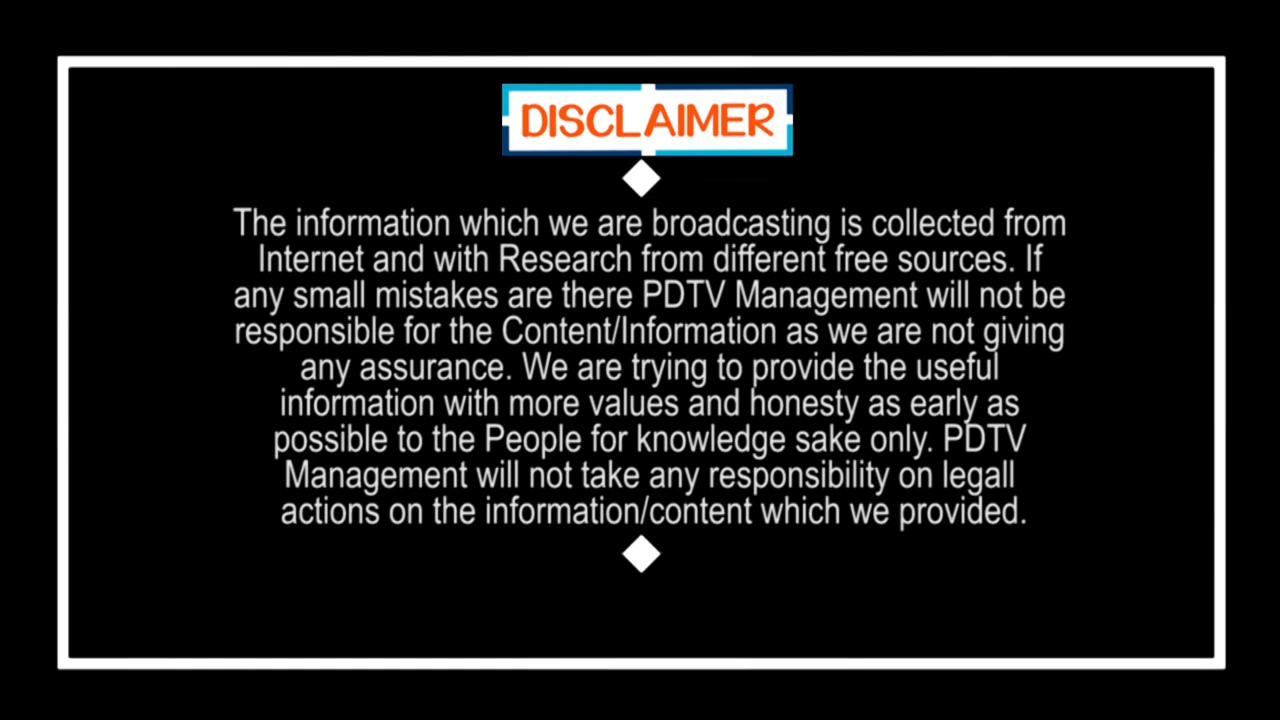 DISCLAIMER
The information which we are broadcasting is collected from
Internet and with Research from different free sources. If
any small mistakes are there PDTV Management will not be
responsible for the Content/Information as we are not giving
any assurance. We are trying to provide the useful
information with more values and honesty as early as
possible to the People for knowledge sake only. PDTV
Management will not take any responsibility on legall
actions on the information/content which we provided.